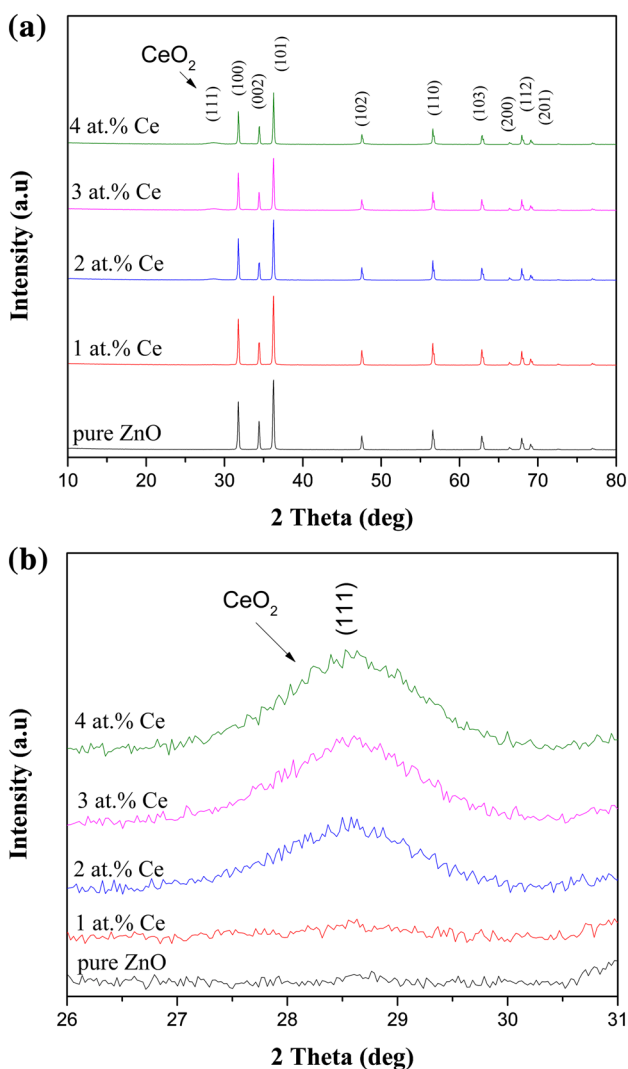 (a)
CeO2
(111)
(100)
(002)
(101)
(102)
(110)
(103)
(200)
(112)
(201)
4 at.% Ce
3 at.% Ce
2 at.% Ce
1 at.% Ce
pure ZnO
Intensity (a.u)
10 20 30 40 50 60 70 80
2 Theta (deg)
(b)
CeO2
(111)
4 at.% Ce
3 at.% Ce
2 at.% Ce
1 at.% Ce
pure ZnO
Intensity (a.u)
26 27 28 29 30 31
2 Theta (deg)